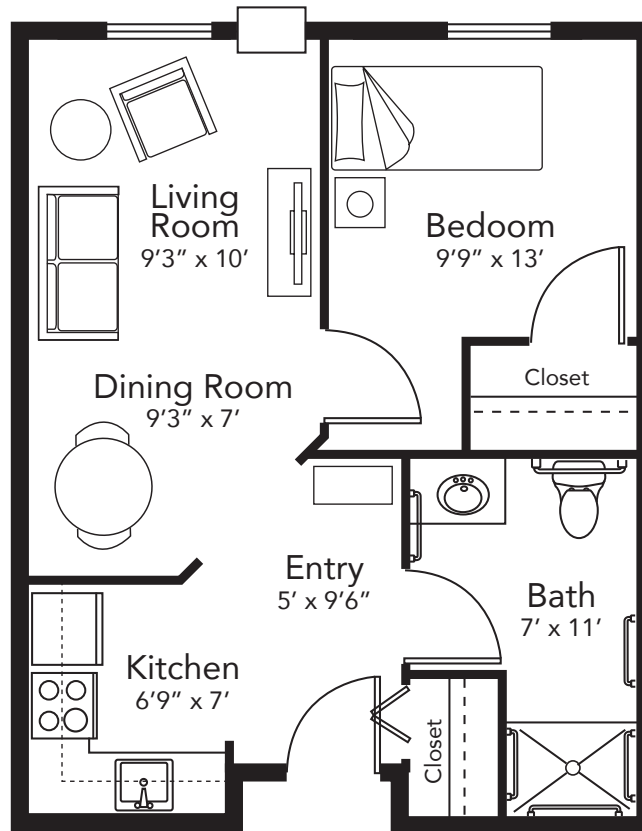 Living
Room
9’3” x 10’
Bedoom
9’9” x 13’
Closet
Dining Room
9’3” x 7’
Entry
5’ x 9’6”
Bath
7’ x 11’
Kitchen
6’9” x 7’
Closet